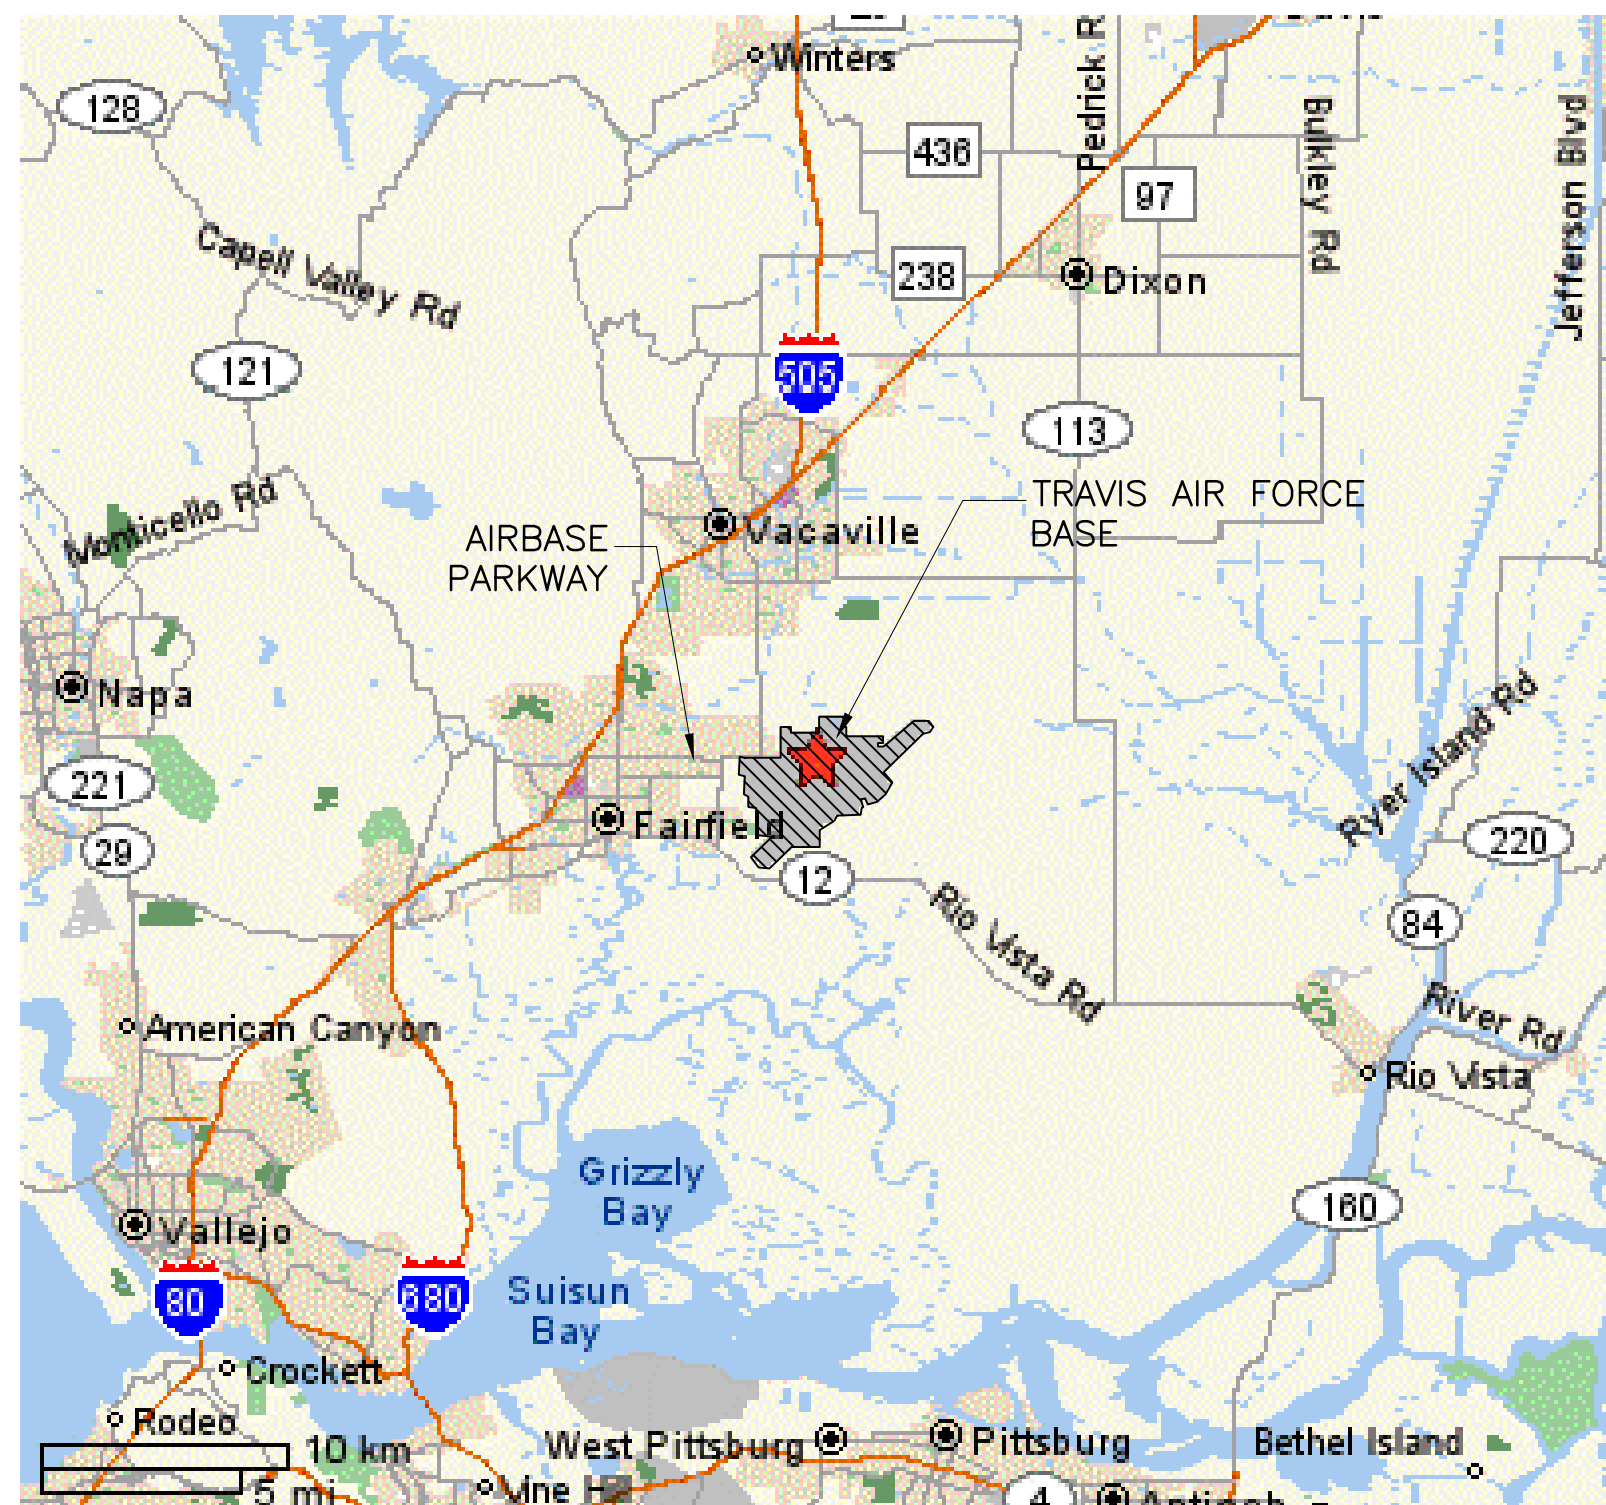 Winters
128
Pedrick R
436
Bulkley Rd
97
Jefferson Blvd
Capell Valley Rd
238
Dixon
121
505
113
Monticello Rd
TRAVIS AIR FORCE
BASE
AIRBASE
PARKWAY
Vacaville
Napa
Ryer Island Rd
221
Fairfield
220
29
12
84
Rio Vista Rd
River Rd
American Canyon
Rio Vista
Grizzly
Bay
160
Vallejo
80
680
Suisun
Bay
Crockett
Rodeo
10 km
5 mi
West Pittsburg
Pittsburg
Bethel Island
Vine H
4
Antioch